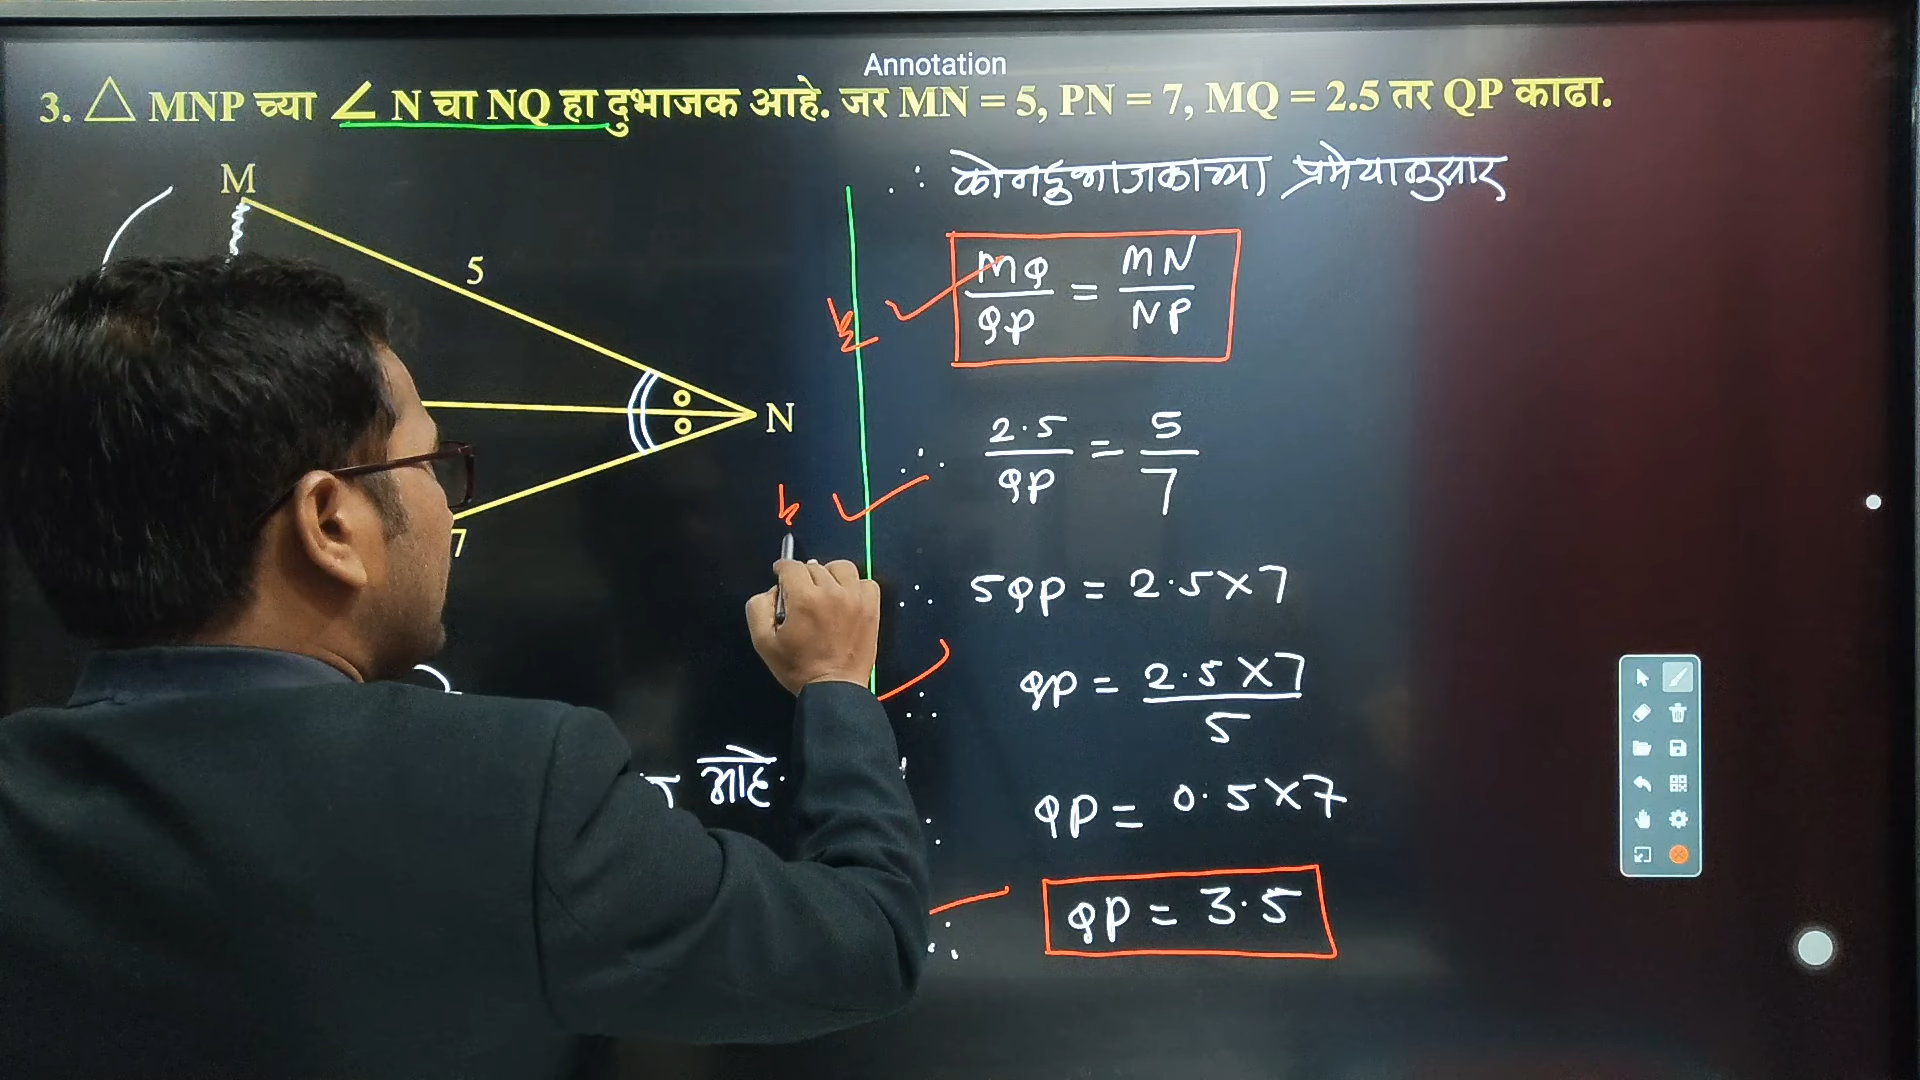 Annotation
3. △ MNP च्या ∠ N चा NQ हा दुभाजक आहे. जर MN = 5, PN = 7, MQ = 2.5 तर QP काढा.
M
5
N
7
आहे.
∴ कोनदुभाजकाच्या प्रमेयानुसार
MQ/QP = MN/NP
∴ 2.5/QP = 5/7
∴ 5QP = 2.5×7
∴ QP = 2.5×7/5
∴ QP = 0.5×7
∴ QP = 3.5